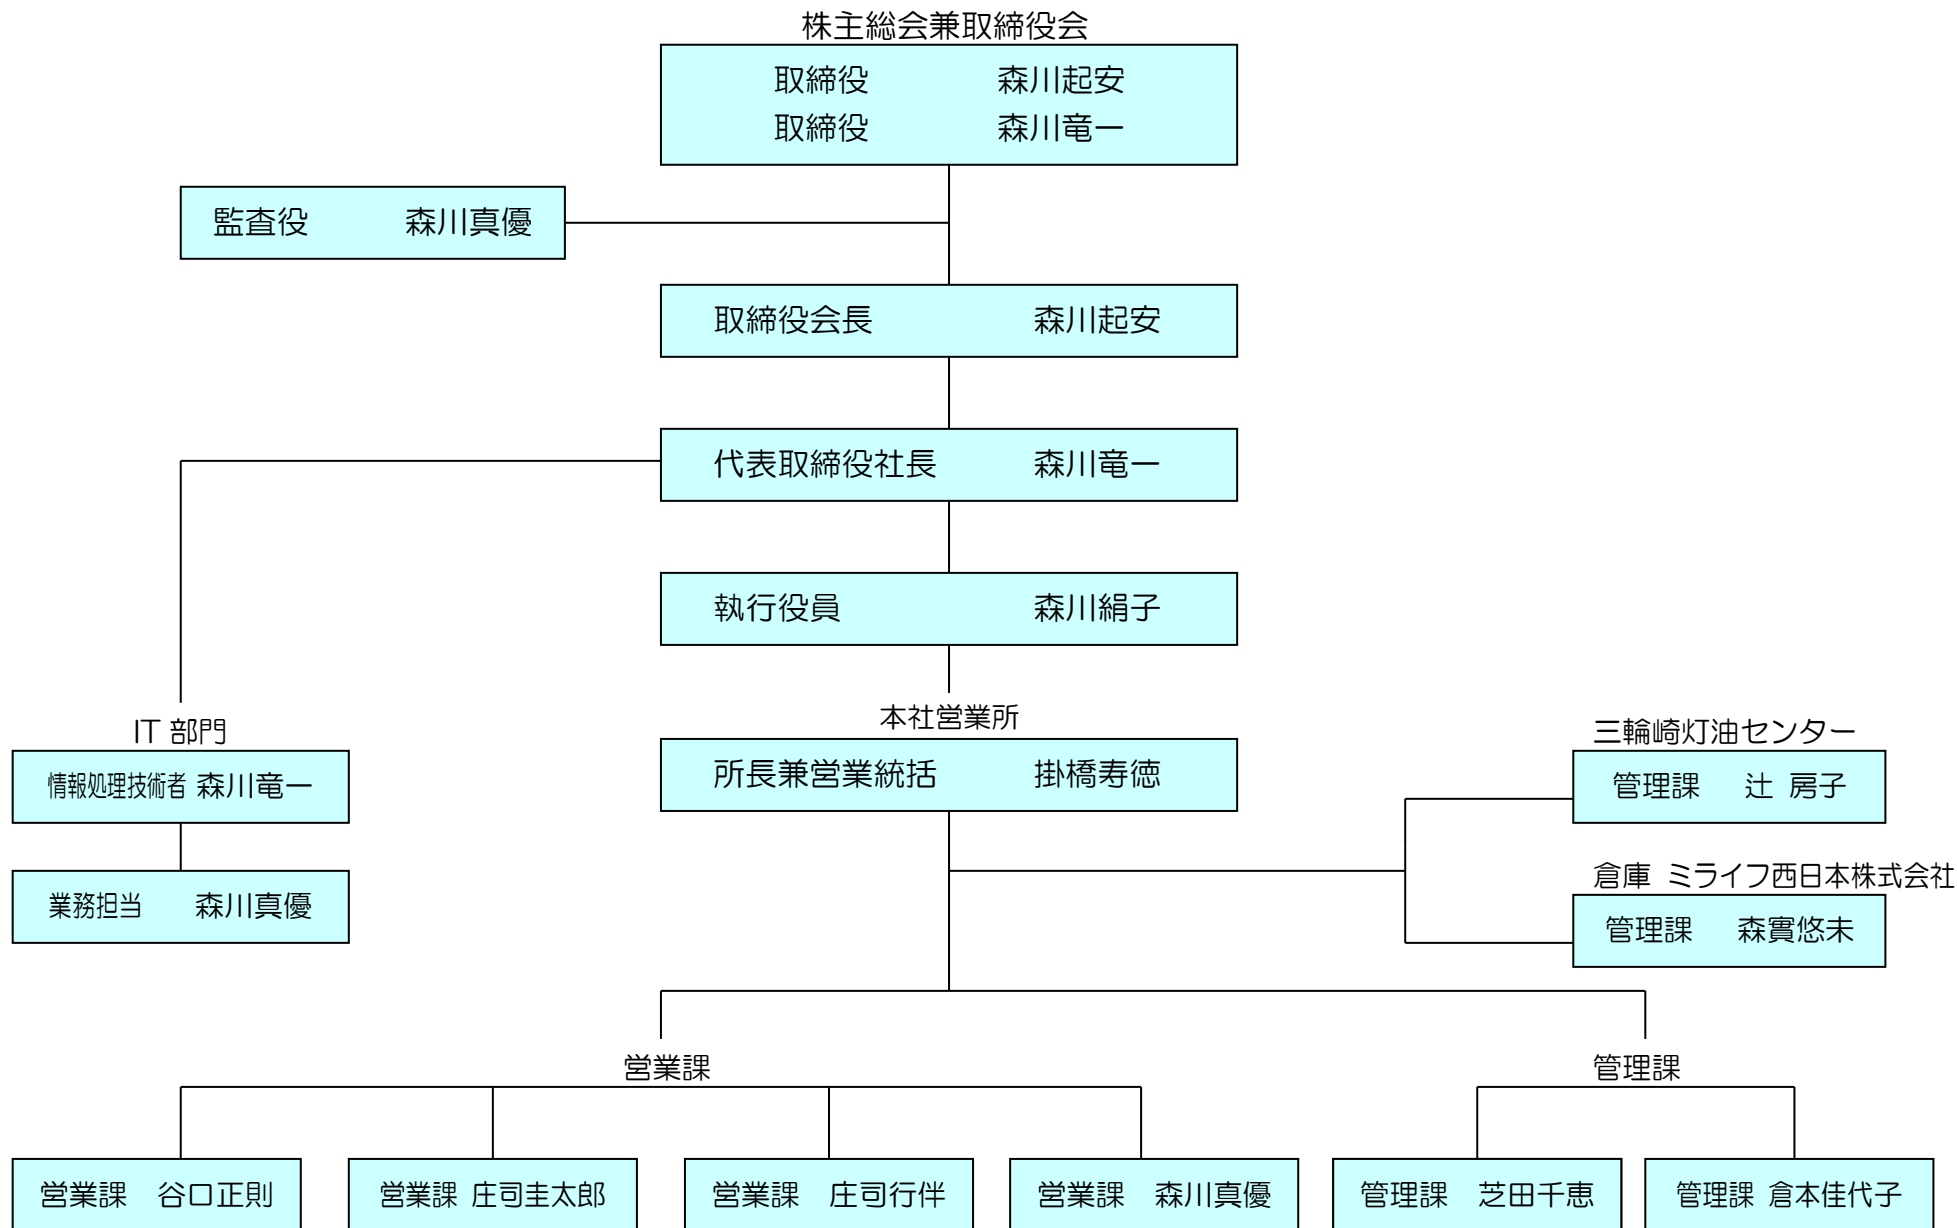 株主総会兼取締役会
取締役 森川起安
取締役 森川竜一
監査役 森川真優
取締役会長 森川起安
代表取締役社長 森川竜一
執行役員 森川絹子
本社営業所
所長兼営業統括 掛橋寿徳
IT 部門
情報処理技術者 森川竜一
業務担当 森川真優
三輪崎灯油センター
管理課 辻 房子
倉庫 ミライフ西日本株式会社
管理課 森實悠未
営業課
管理課
営業課 谷口正則
営業課 庄司圭太郎
営業課 庄司行伴
営業課 森川真優
管理課 芝田千恵
管理課 倉本佳代子